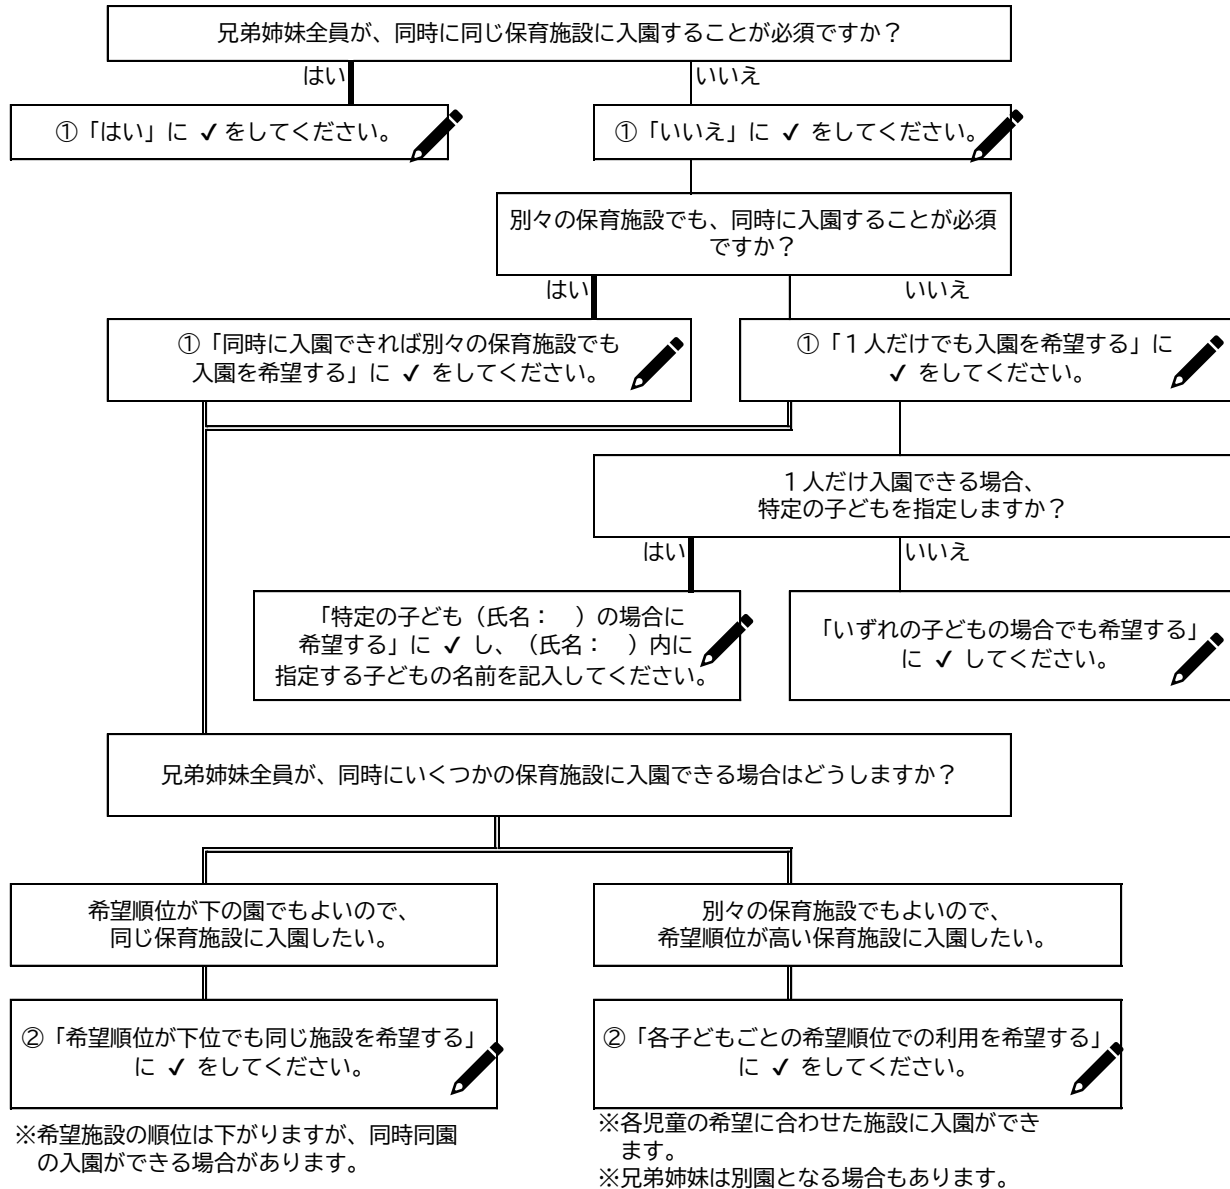 兄弟姉妹全員が、同時に同じ保育施設に入園することが必須ですか？
はい
いいえ
①「はい」に ✔ をしてください。
①「いいえ」に ✔ をしてください。
別々の保育施設でも、同時に入園することが必須
ですか？
はい
いいえ
①「同時に入園できれば別々の保育施設でも
入園を希望する」に ✔ をしてください。
①「１人だけでも入園を希望する」に
✔ をしてください。
１人だけ入園できる場合、
特定の子どもを指定しますか？
はい
いいえ
「特定の子ども（氏名：　）の場合に
希望する」に ✔ し、（氏名：　）内に
指定する子どもの名前を記入してください。
「いずれの子どもの場合でも希望する」
に ✔ してください。
兄弟姉妹全員が、同時にいくつかの保育施設に入園できる場合はどうしますか？
希望順位が下の園でもよいので、
同じ保育施設に入園したい。
別々の保育施設でもよいので、
希望順位が高い保育施設に入園したい。
②「希望順位が下位でも同じ施設を希望する」
に ✔ をしてください。
②「各子どもごとの希望順位での利用を希望する」
に ✔ をしてください。
※希望施設の順位は下がりますが、同時同園
の入園ができる場合があります。
※各児童の希望に合わせた施設に入園ができ
ます。
※兄弟姉妹は別園となる場合もあります。